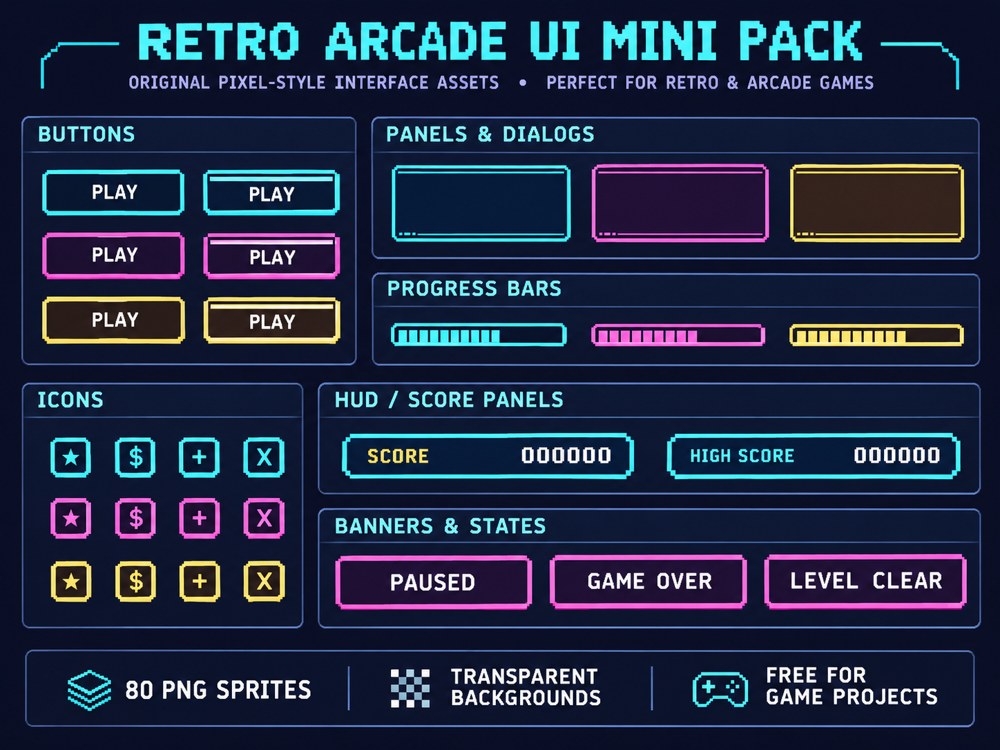 RETRO ARCADE UI MINI PACK
ORIGINAL PIXEL-STYLE INTERFACE ASSETS • PERFECT FOR RETRO & ARCADE GAMES
BUTTONS
PLAY PLAY
PLAY PLAY
PLAY PLAY
PANELS & DIALOGS
PROGRESS BARS
ICONS
$ + X
$ + X
$ + X
HUD / SCORE PANELS
SCORE 000000 HIGH SCORE 000000
BANNERS & STATES
PAUSED GAME OVER LEVEL CLEAR
80 PNG SPRITES
TRANSPARENT
BACKGROUNDS
FREE FOR
GAME PROJECTS